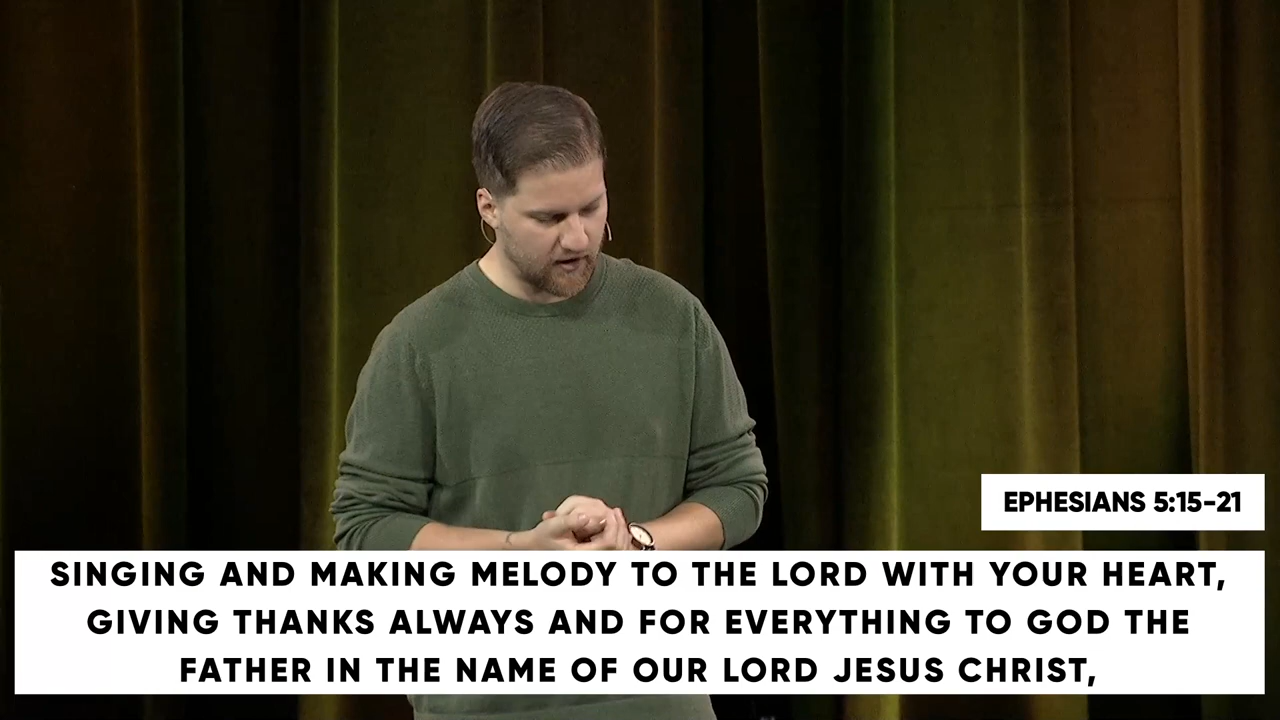 EPHESIANS 5:15-21
SINGING AND MAKING MELODY TO THE LORD WITH YOUR HEART,
GIVING THANKS ALWAYS AND FOR EVERYTHING TO GOD THE
FATHER IN THE NAME OF OUR LORD JESUS CHRIST,